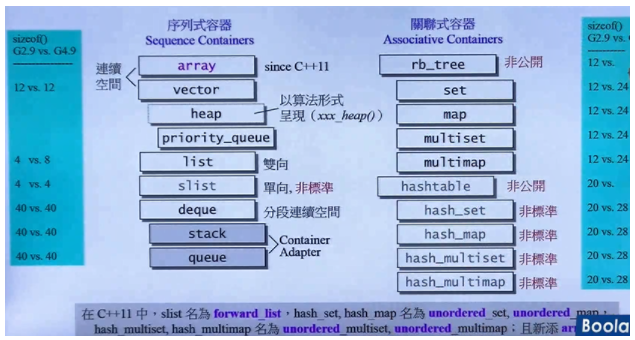 序列式容器
Sequence Containers
關聯式容器
Associative Containers
sizeof()
G2.9 vs. G4.9
12 vs. 12
4 vs. 8
4 vs. 4
40 vs. 40
40 vs. 40
40 vs. 40
連續
空間
array
since C++11
vector
heap
以算法形式
呈現（xxx_heap()）
priority_queue
list
雙向
slist
單向, 非標準
deque
分段連續空間
stack
queue
Container
Adapter
rb_tree
非公開
set
map
multiset
multimap
hashtable
非公開
hash_set
非標準
hash_map
非標準
hash_multiset
非標準
hash_multimap
非標準
sizeof()
G2.9 vs.
12 vs.
12 vs. 24
12 vs. 24
12 vs. 24
12 vs. 24
20 vs.
20 vs. 28
20 vs. 28
20 vs. 28
20 vs. 28
在 C++11 中，slist 名為 forward_list，hash_set, hash_map 名為 unordered_set, unordered_map，
hash_multiset, hash_multimap 名為 unordered_multiset, unordered_multimap；且新添
Boola